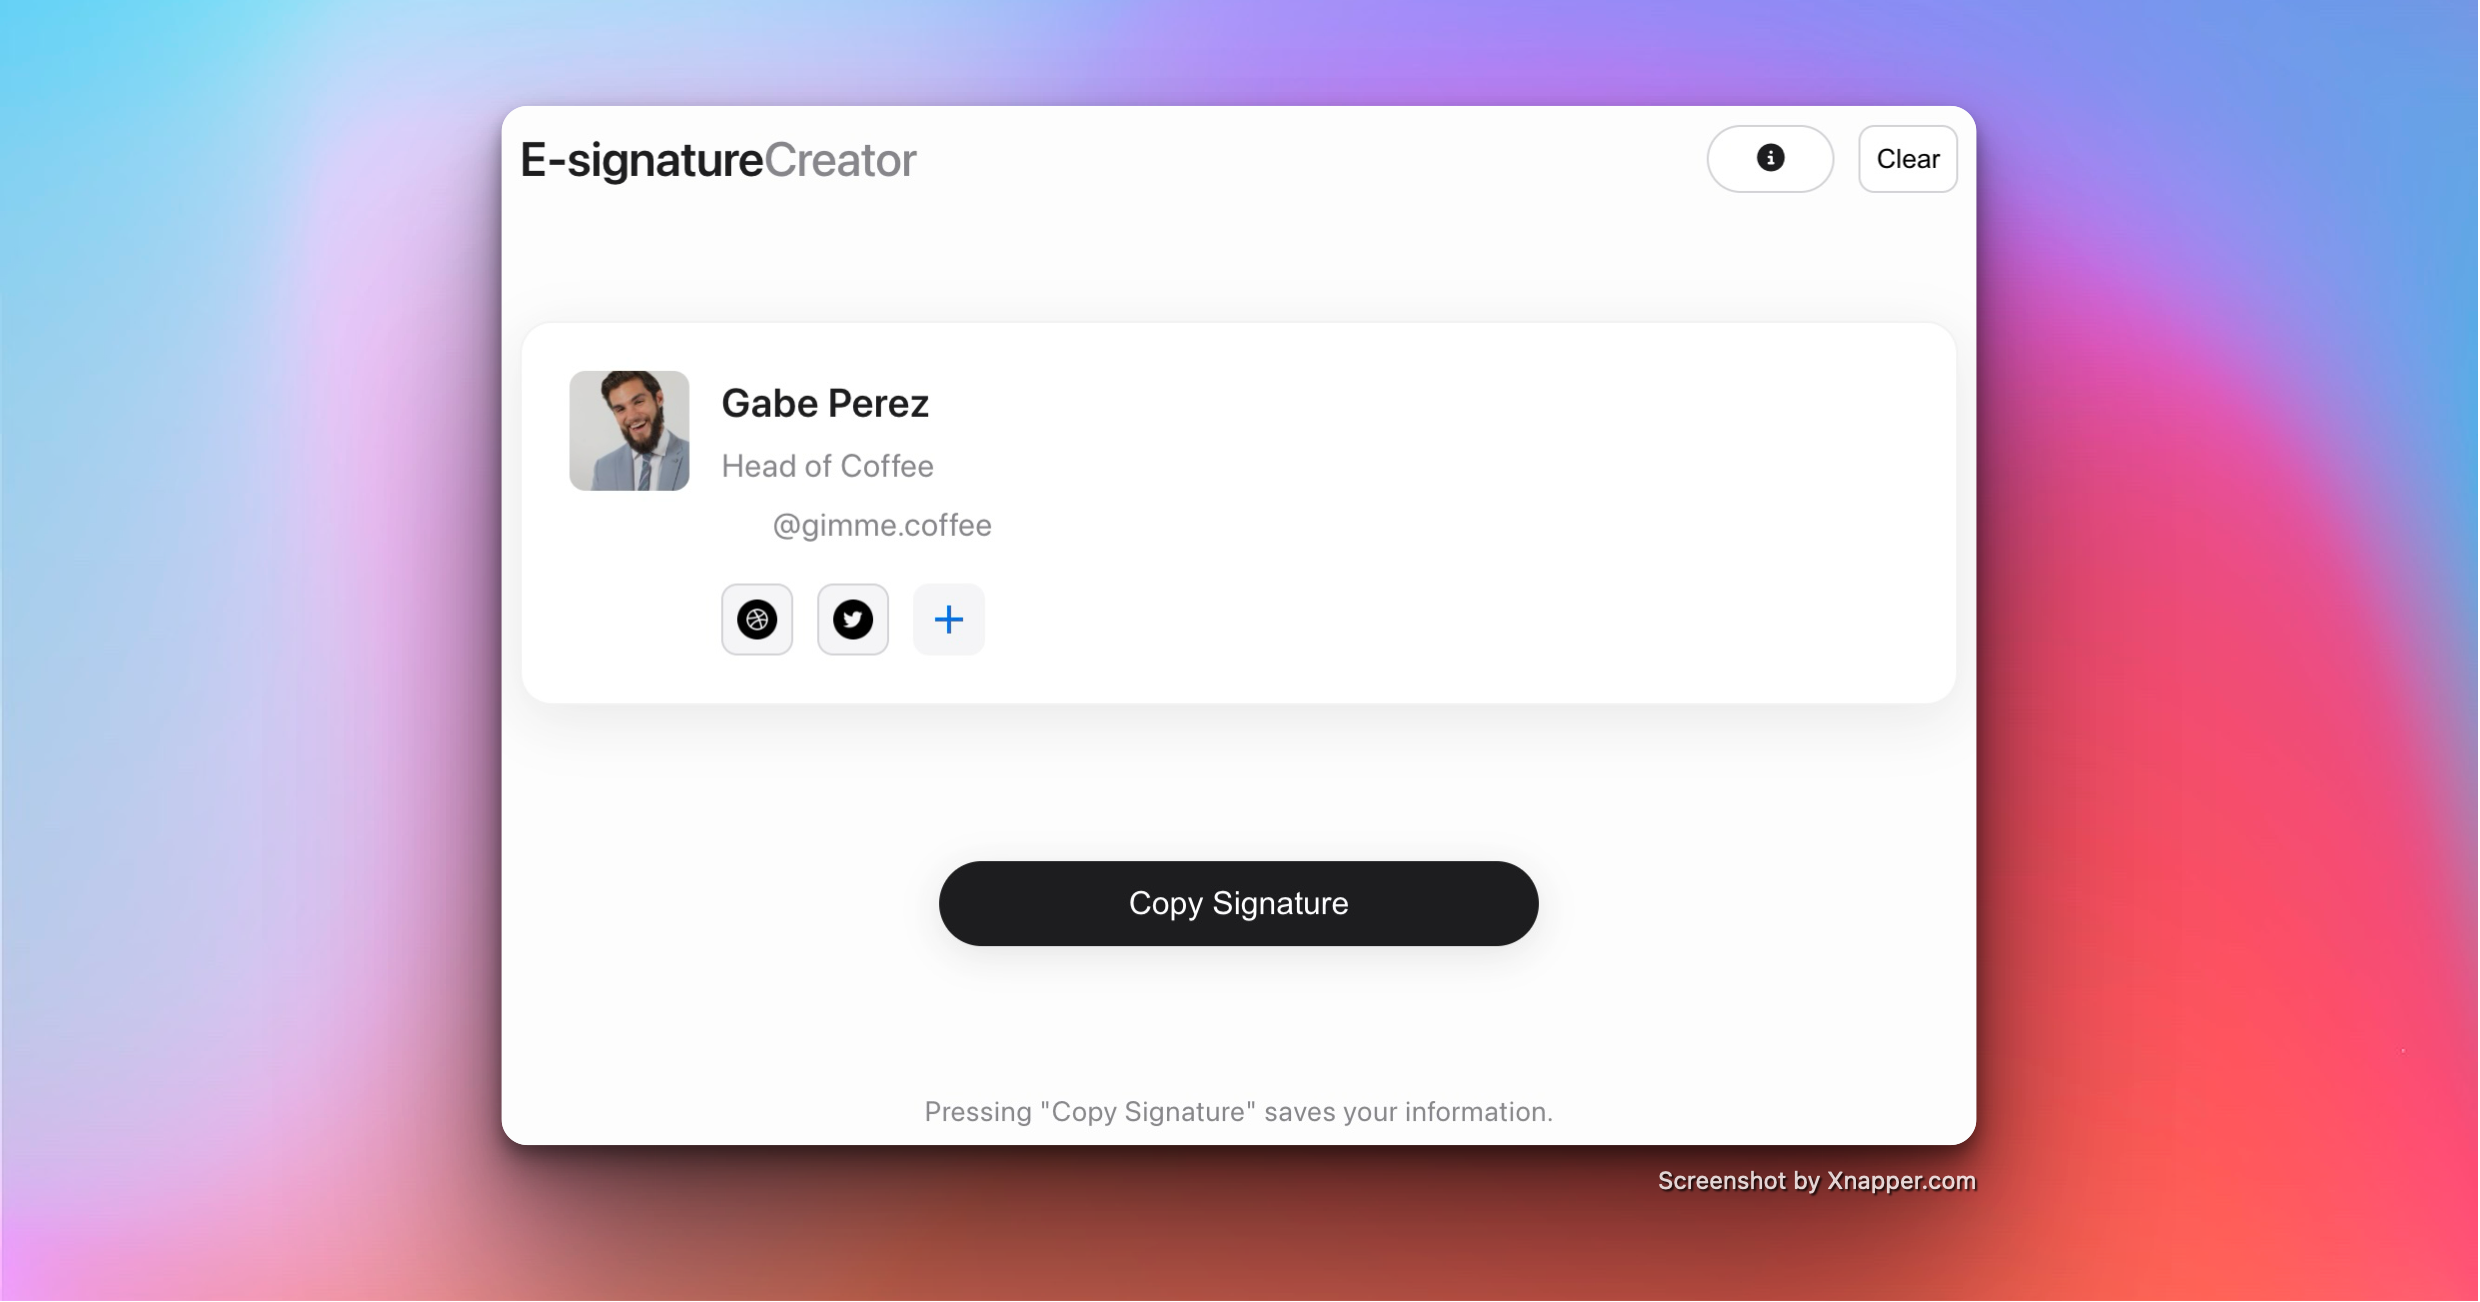 E-signatureCreator
Clear
Gabe Perez
Head of Coffee
@gimme.coffee
Copy Signature
Pressing "Copy Signature" saves your information.
Screenshot by Xnapper.com